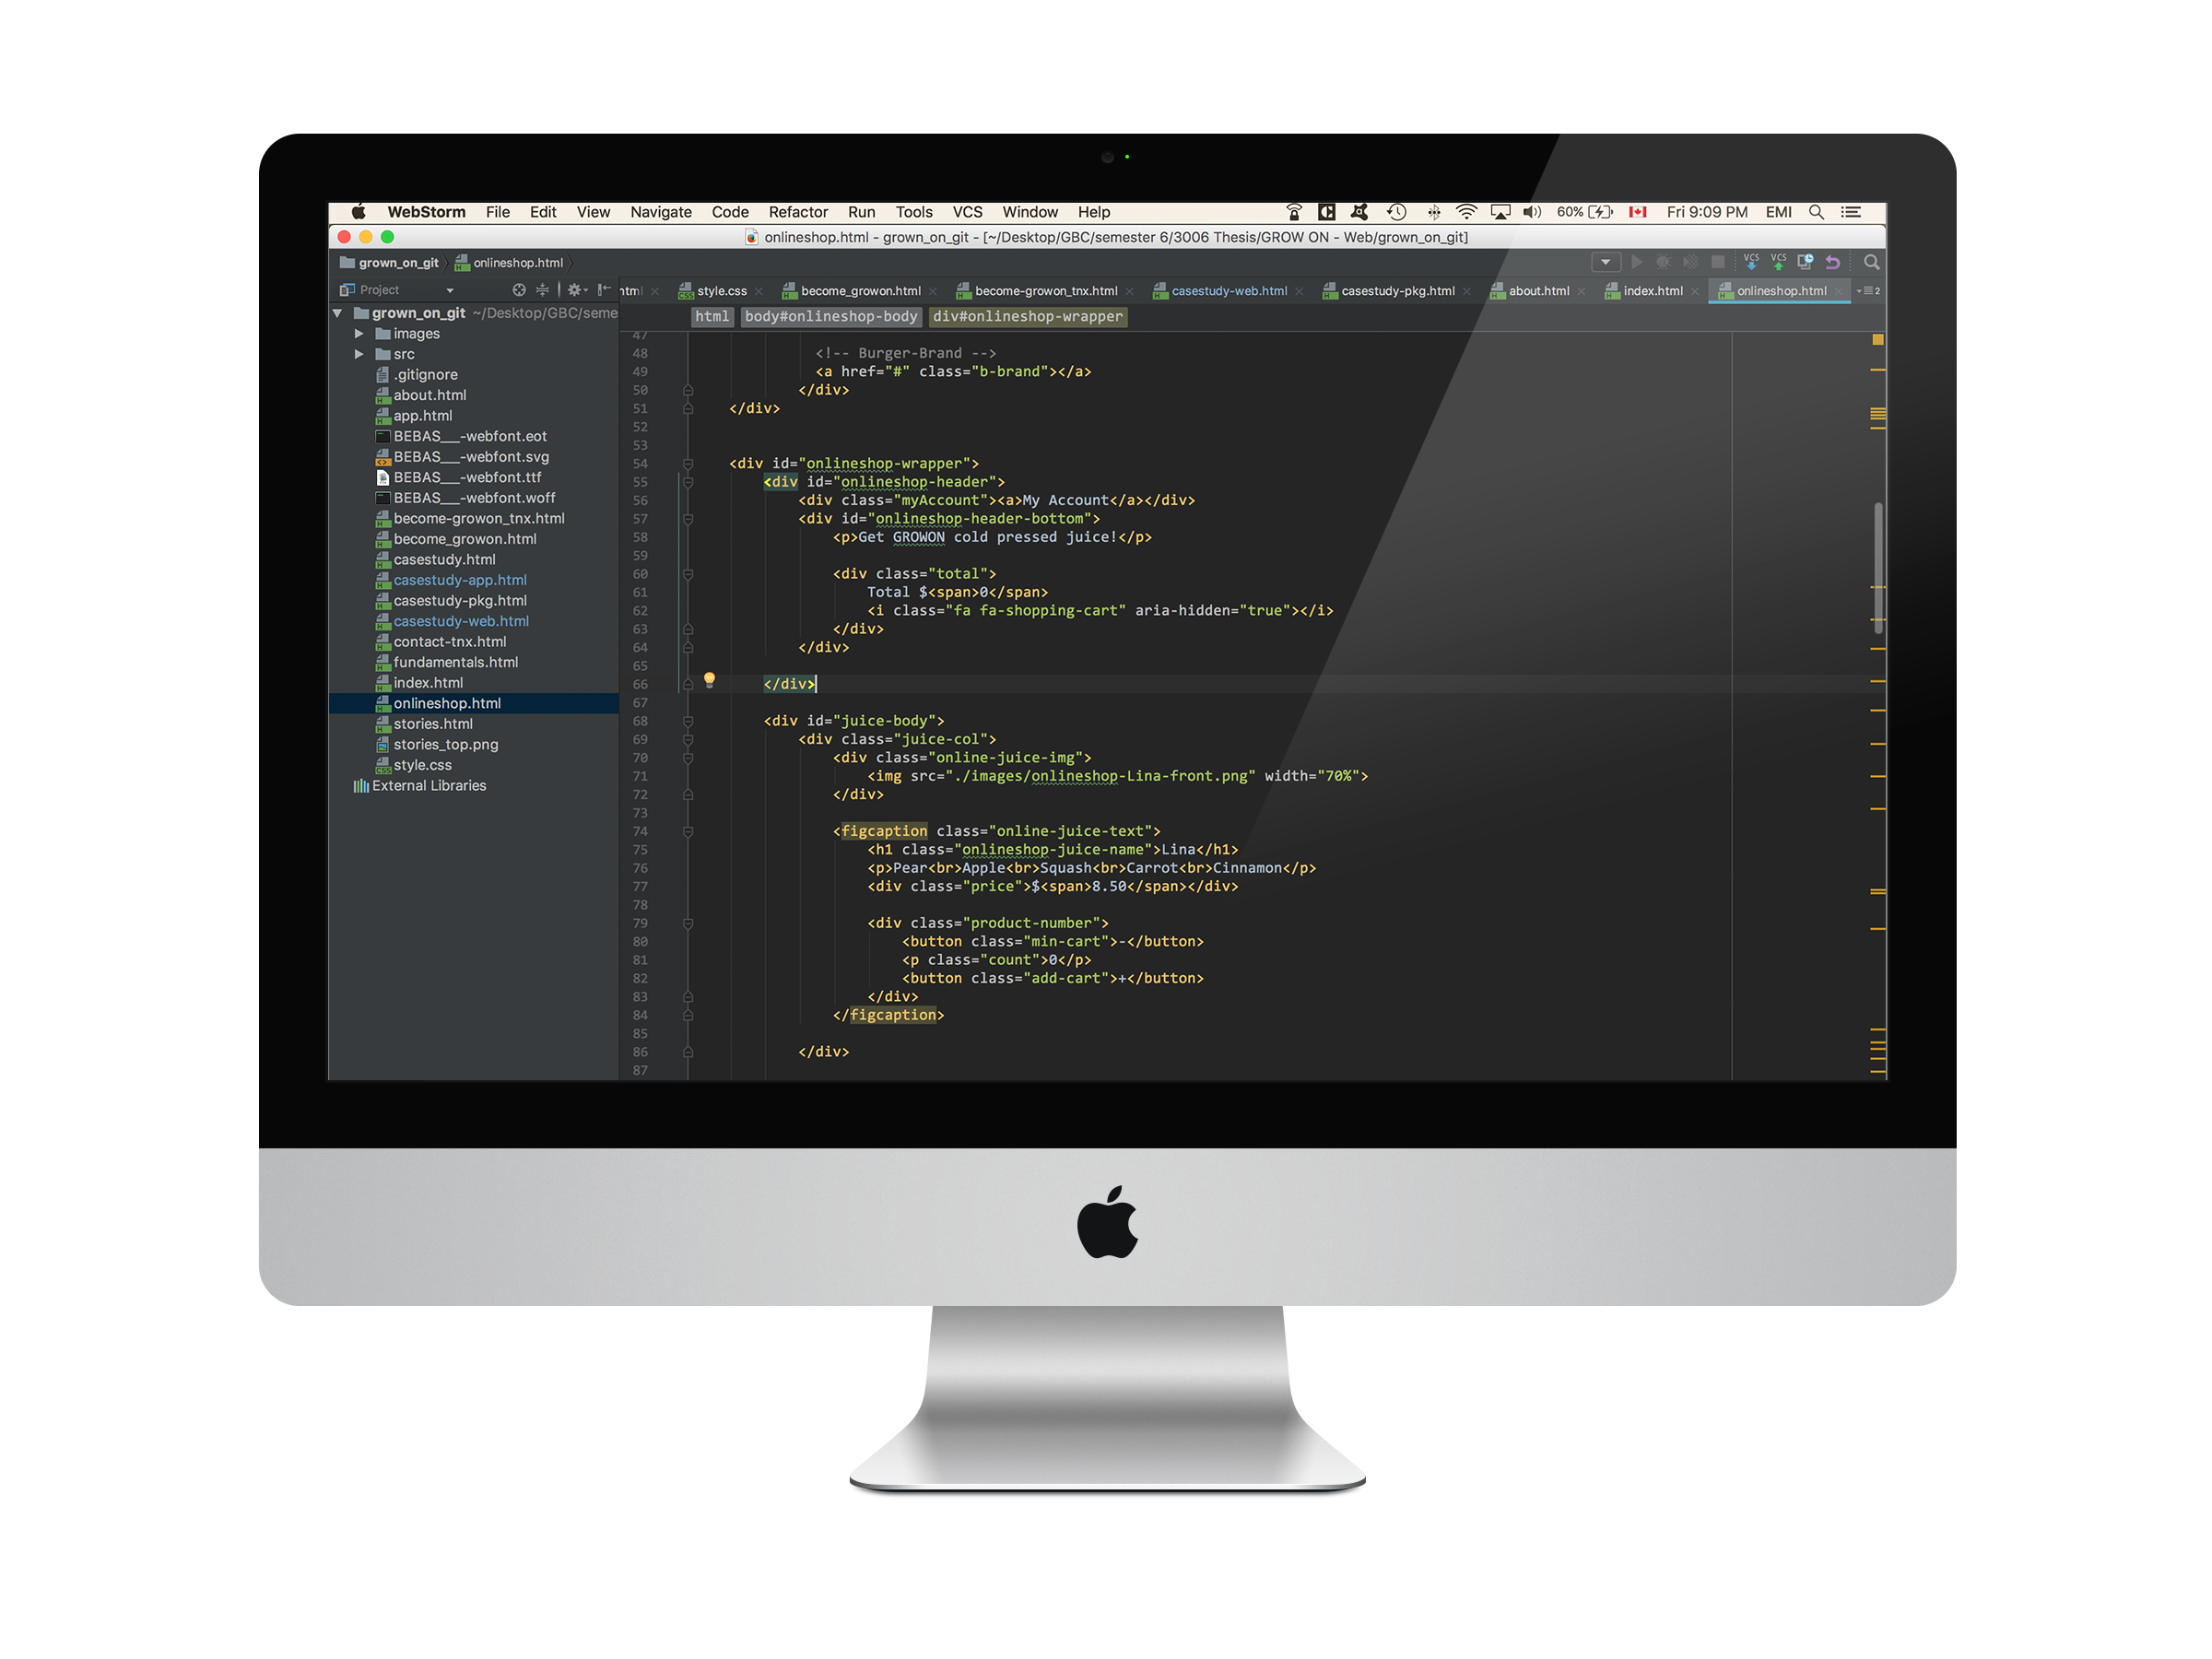 WebStorm File Edit View Navigate Code Refactor Run Tools VCS Window Help 60% Fri 9:09 PM EMI
onlineshop.html - grown_on_git - [~/Desktop/GBC/semester 6/3006 Thesis/GROW ON - Web/grown_on_git]
grown_on_git onlineshop.html VCS VCS
Project
style.css become_growon.html become-growon_tnx.html casestudy-web.html casestudy-pkg.html about.html index.html onlineshop.html 2
grown_on_git ~/Desktop/GBC/seme
images
src
.gitignore
about.html
app.html
BEBAS___-webfont.eot
BEBAS___-webfont.svg
BEBAS___-webfont.ttf
BEBAS___-webfont.woff
become-growon_tnx.html
become_growon.html
casestudy.html
casestudy-app.html
casestudy-pkg.html
casestudy-web.html
contact-tnx.html
fundamentals.html
index.html
onlineshop.html
stories.html
stories_top.png
style.css
External Libraries
html body#onlineshop-body div#onlineshop-wrapper
47
48 <!-- Burger-Brand -->
49 <a href="#" class="b-brand"></a>
50 </div>
51 </div>
52
53
54 <div id="onlineshop-wrapper">
55 <div id="onlineshop-header">
56 <div class="myAccount"><a>My Account</a></div>
57 <div id="onlineshop-header-bottom">
58 <p>Get GROWON cold pressed juice!</p>
59
60 <div class="total">
61 Total $<span>0</span>
62 <i class="fa fa-shopping-cart" aria-hidden="true"></i>
63 </div>
64 </div>
65
66 </div>
67
68 <div id="juice-body">
69 <div class="juice-col">
70 <div class="online-juice-img">
71 <img src="./images/onlineshop-Lina-front.png" width="70%">
72 </div>
73
74 <figcaption class="online-juice-text">
75 <h1 class="onlineshop-juice-name">Lina</h1>
76 <p>Pear<br>Apple<br>Squash<br>Carrot<br>Cinnamon</p>
77 <div class="price">$<span>8.50</span></div>
78
79 <div class="product-number">
80 <button class="min-cart">-</button>
81 <p class="count">0</p>
82 <button class="add-cart">+</button>
83 </div>
84 </figcaption>
85
86 </div>
87